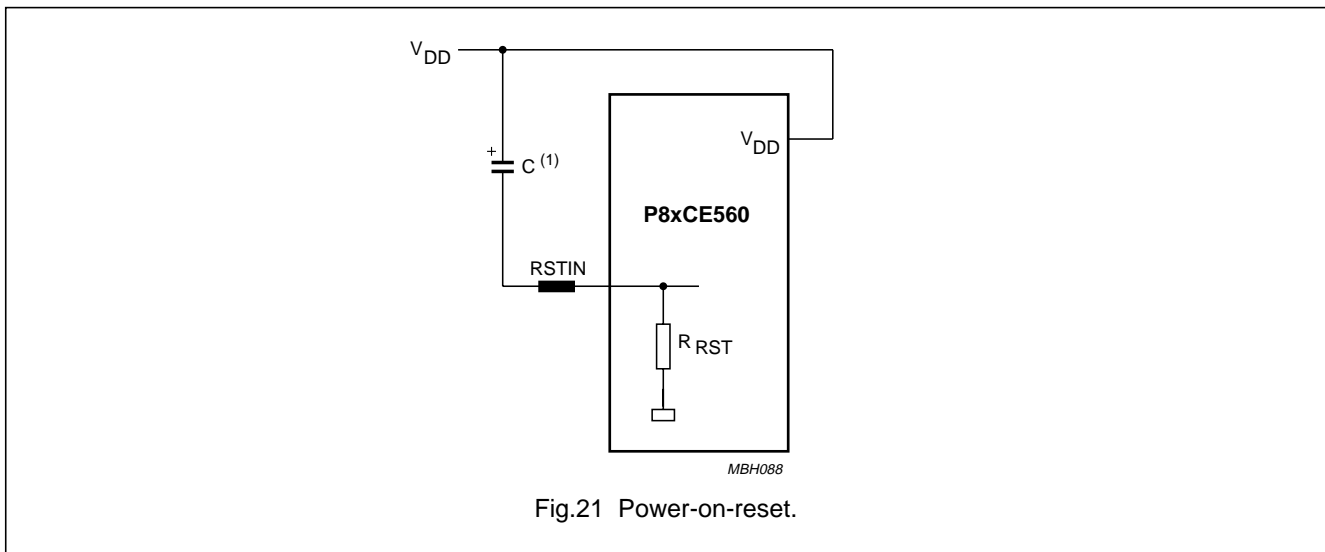 VDD
VDD
+
C (1)
P8xCE560
RSTIN
R RST
MBH088
Fig.21 Power-on-reset.